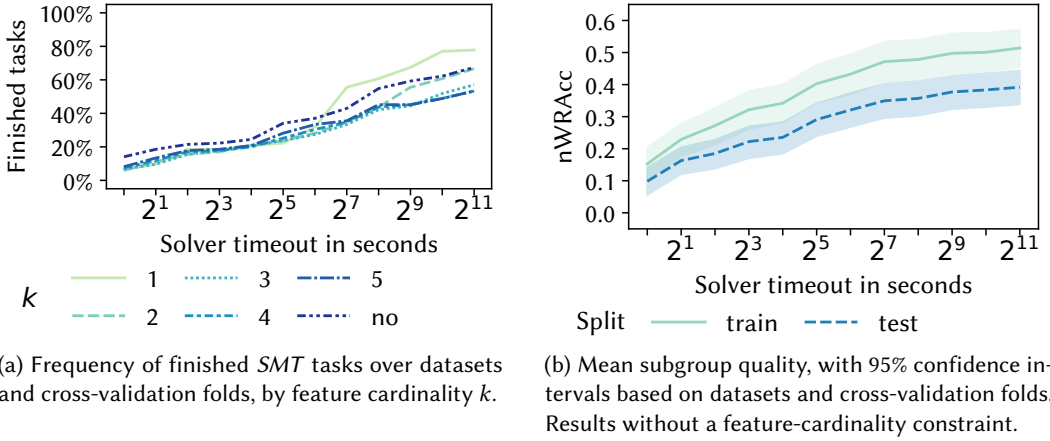 100%
80%
60%
40%
20%
0%
Finished tasks
2^1 2^3 2^5 2^7 2^9 2^11
Solver timeout in seconds
k
1 3 5
2 4 no
(a) Frequency of finished SMT tasks over datasets
and cross-validation folds, by feature cardinality k.
0.6
0.5
0.4
0.3
0.2
0.1
0.0
nWRAcc
2^1 2^3 2^5 2^7 2^9 2^11
Solver timeout in seconds
Split train test
(b) Mean subgroup quality, with 95% confidence in-
tervals based on datasets and cross-validation folds.
Results without a feature-cardinality constraint.